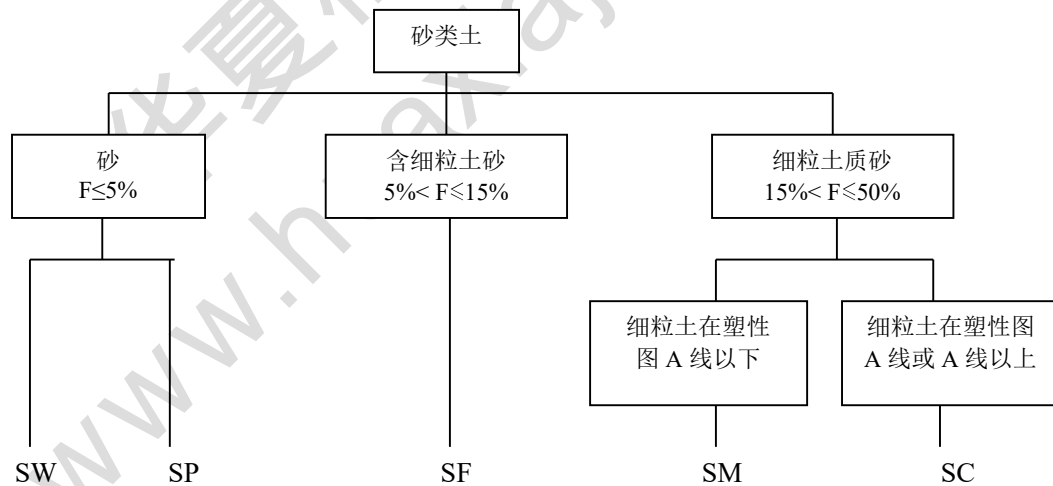 砂类土
砂
F≤5%
含细粒土砂
5%< F≤15%
细粒土质砂
15%< F≤50%
细粒土在塑性
图 A 线以下
细粒土在塑性图
A 线或 A 线以上
SW
SP
SF
SM
SC